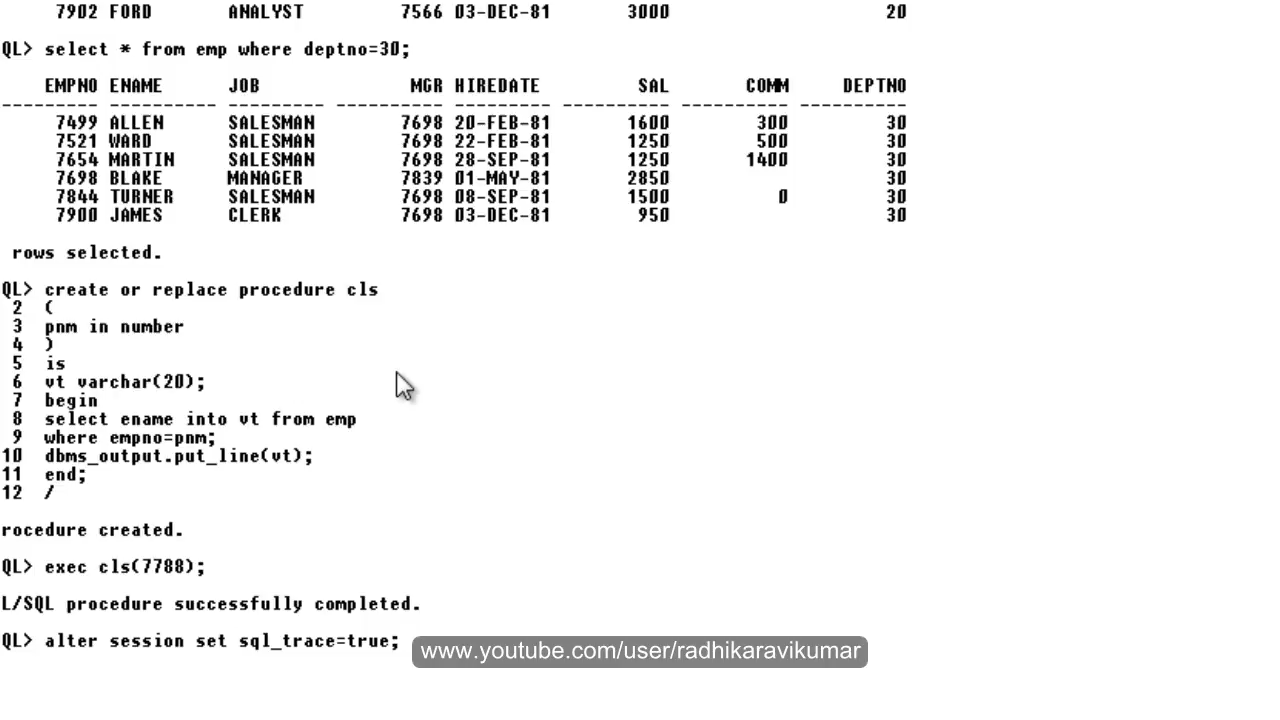 7902 FORD ANALYST 7566 03-DEC-81 3000 20
QL> select * from emp where deptno=30;
EMPNO ENAME JOB MGR HIREDATE SAL COMM DEPTNO
---------- ---------- --------- ---------- --------- ---------- ---------- ----------
7499 ALLEN SALESMAN 7698 20-FEB-81 1600 300 30
7521 WARD SALESMAN 7698 22-FEB-81 1250 500 30
7654 MARTIN SALESMAN 7698 28-SEP-81 1250 1400 30
7698 BLAKE MANAGER 7839 01-MAY-81 2850 30
7844 TURNER SALESMAN 7698 08-SEP-81 1500 0 30
7900 JAMES CLERK 7698 03-DEC-81 950 30
rows selected.
QL> create or replace procedure cls
2 (
3 pnm in number
4 )
5 is
6 vt varchar(20);
7 begin
8 select ename into vt from emp
9 where empno=pnm;
10 dbms_output.put_line(vt);
11 end;
12 /
rocedure created.
QL> exec cls(7788);
L/SQL procedure successfully completed.
QL> alter session set sql_trace=true;
www.youtube.com/user/radhikaravikumar